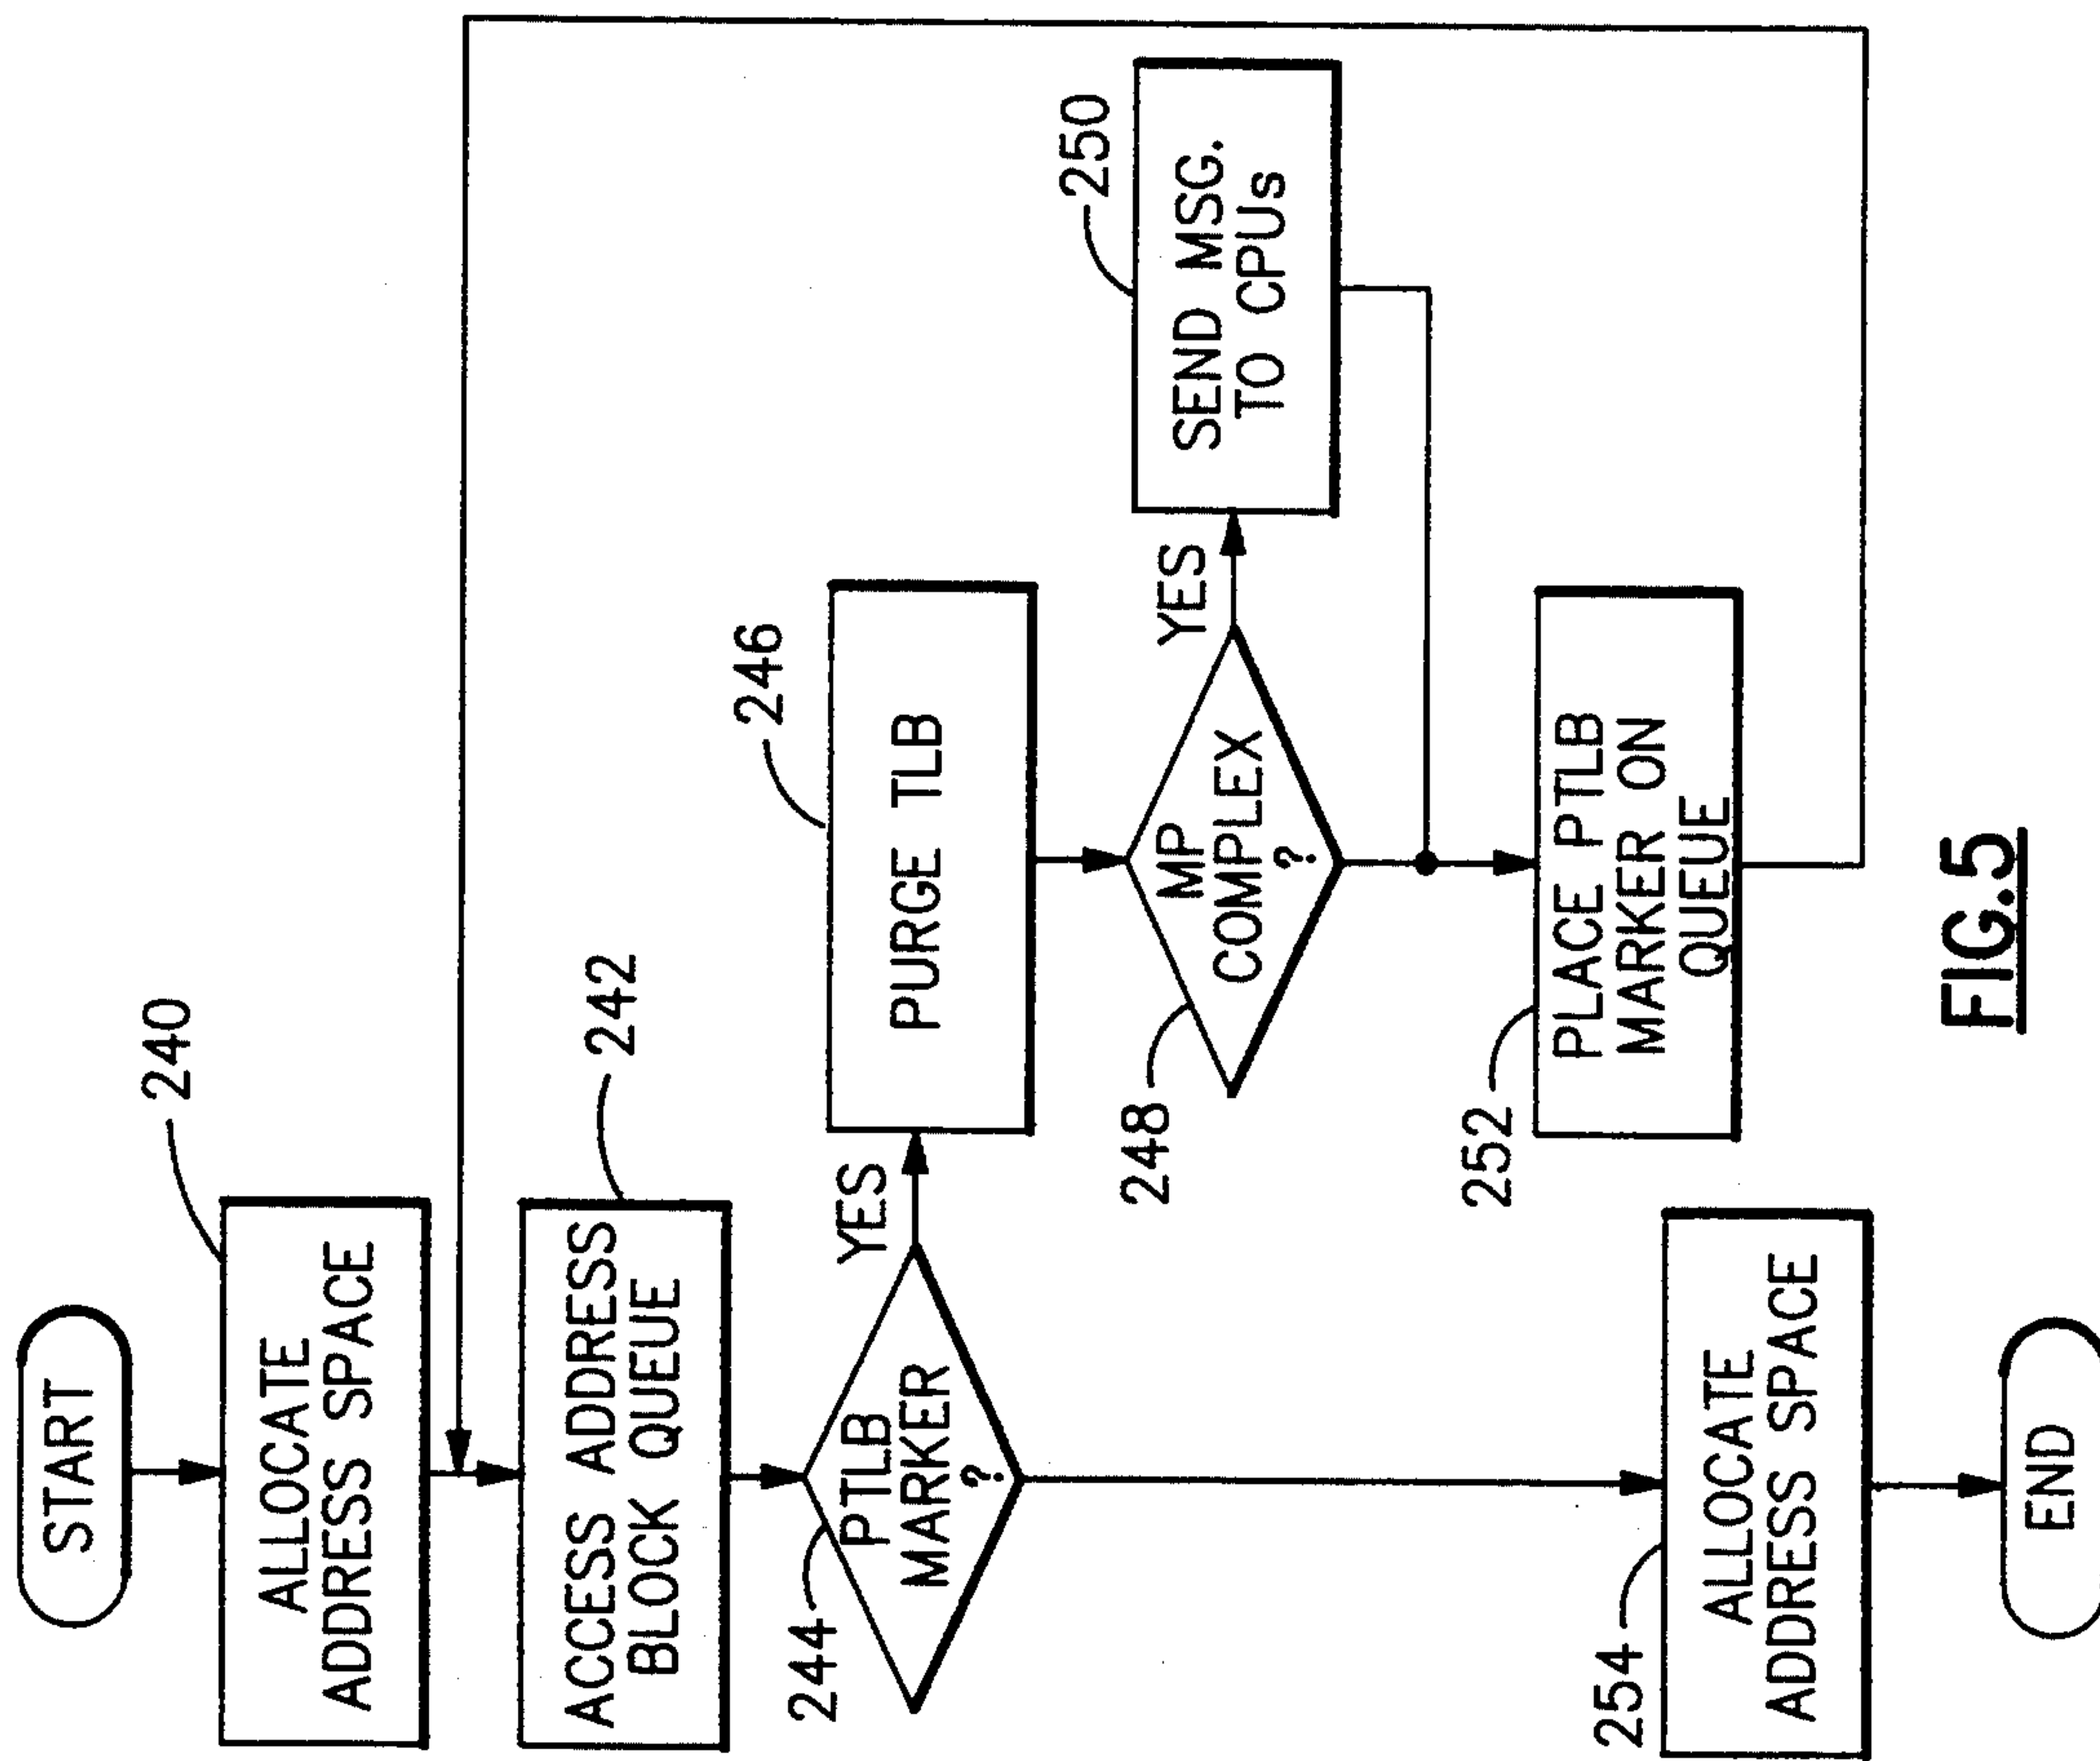 START
240
ALLOCATE
ADDRESS SPACE
242
ACCESS ADDRESS
BLOCK QUEUE
244
PTLB
MARKER
?
YES
246
PURGE TLB
248
MP
COMPLEX
?
YES
250
SEND MSG.
TO CPUs
252
PLACE PTLB
MARKER ON
QUEUE
254
ALLOCATE
ADDRESS SPACE
END
FIG.5